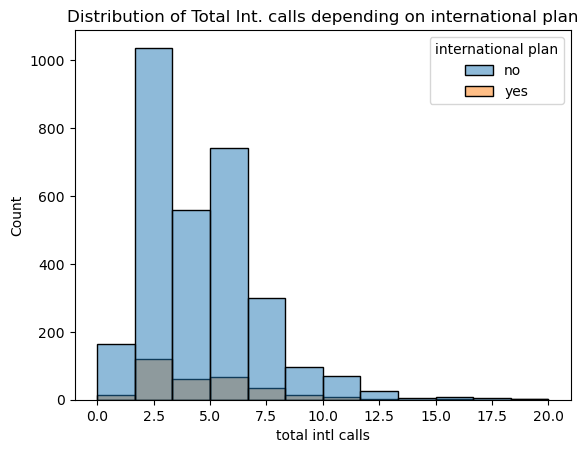 Distribution of Total Int. calls depending on international plan
international plan
no
yes
Count
1000
800
600
400
200
0
0.0 2.5 5.0 7.5 10.0 12.5 15.0 17.5 20.0
total intl calls